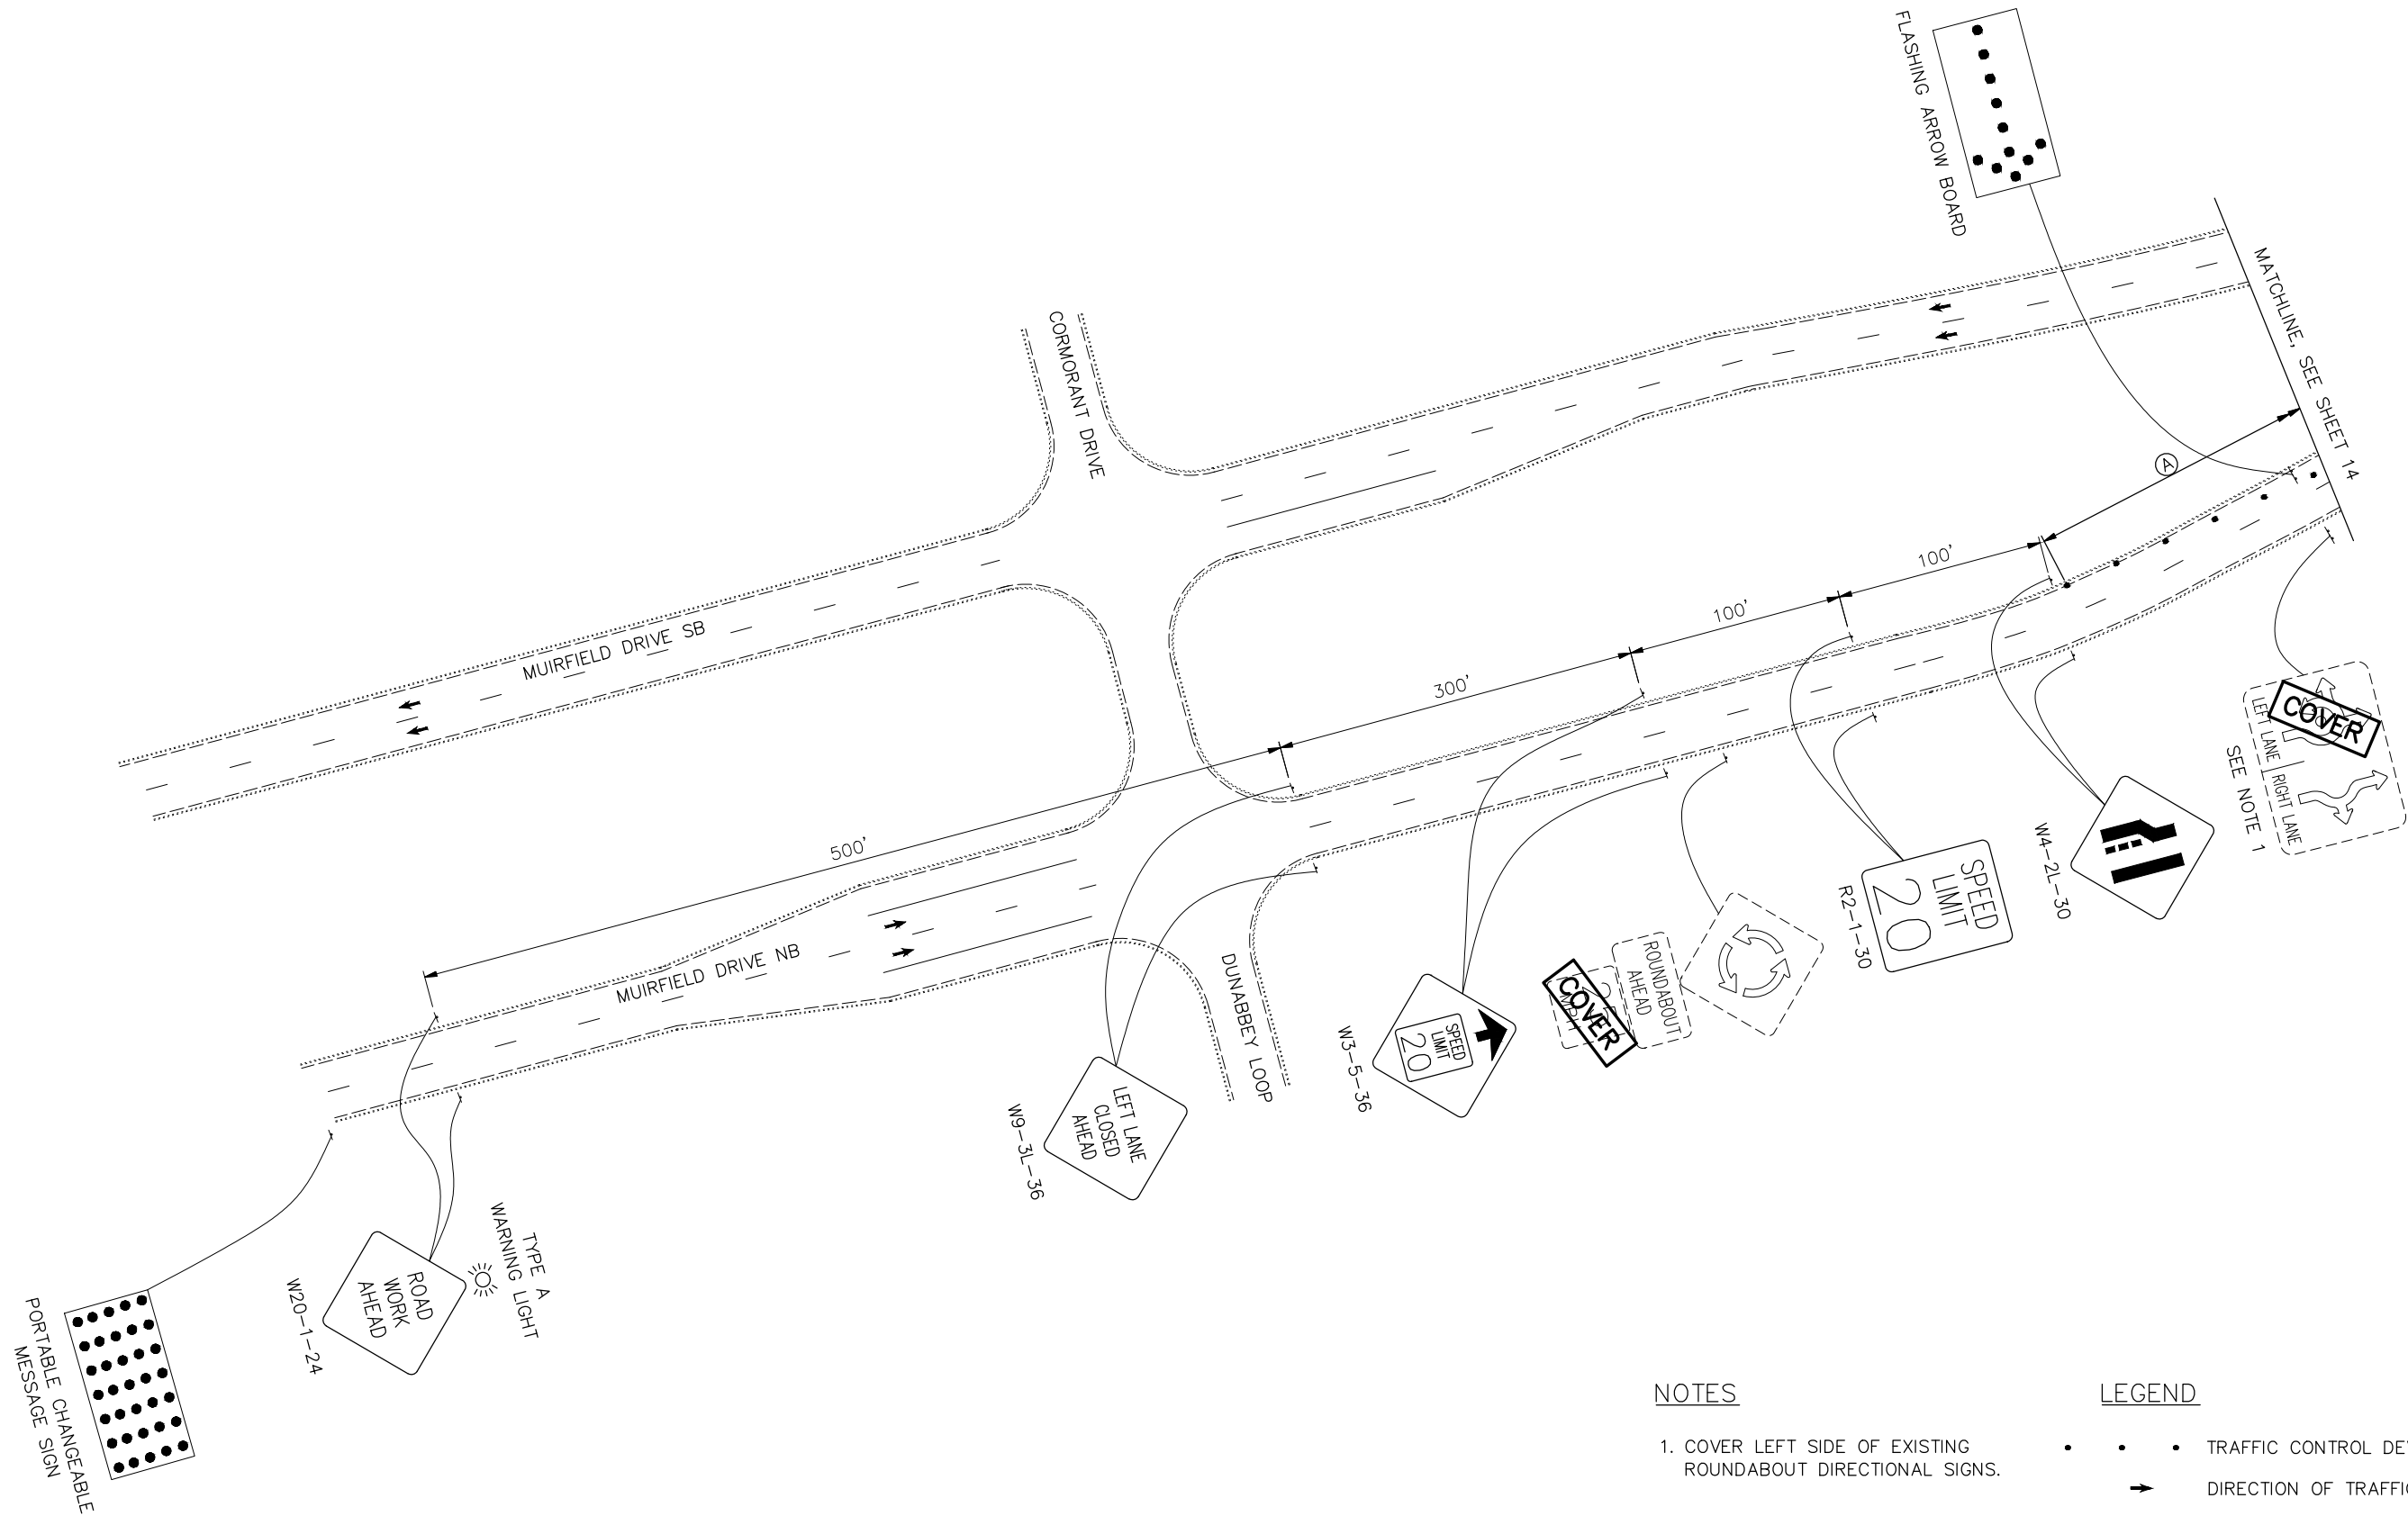 FLASHING ARROW BOARD
MATCHLINE, SEE SHEET 14
CORMORANT DRIVE
A
100'
100'
300'
500'
MUIRFIELD DRIVE SB
MUIRFIELD DRIVE NB
DUNABBEY LOOP
COVER
LEFT LANE
RIGHT LANE
SEE NOTE 1
W4-2L-30
SPEED
LIMIT
20
R2-1-30
ROUNDABOUT
AHEAD
COVER
MPH
SPEED
LIMIT
20
W3-5-36
LEFT LANE
CLOSED
AHEAD
W9-3L-36
TYPE A
WARNING LIGHT
ROAD
WORK
AHEAD
W20-1-24
PORTABLE CHANGEABLE
MESSAGE SIGN
NOTES
1. COVER LEFT SIDE OF EXISTING
ROUNDABOUT DIRECTIONAL SIGNS.
LEGEND
TRAFFIC CONTROL
DIRECTION OF